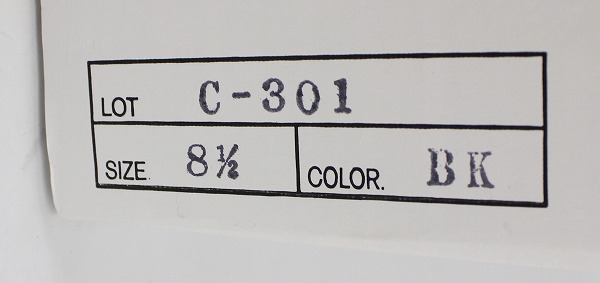 LOT C-301
SIZE 8½ COLOR. BK